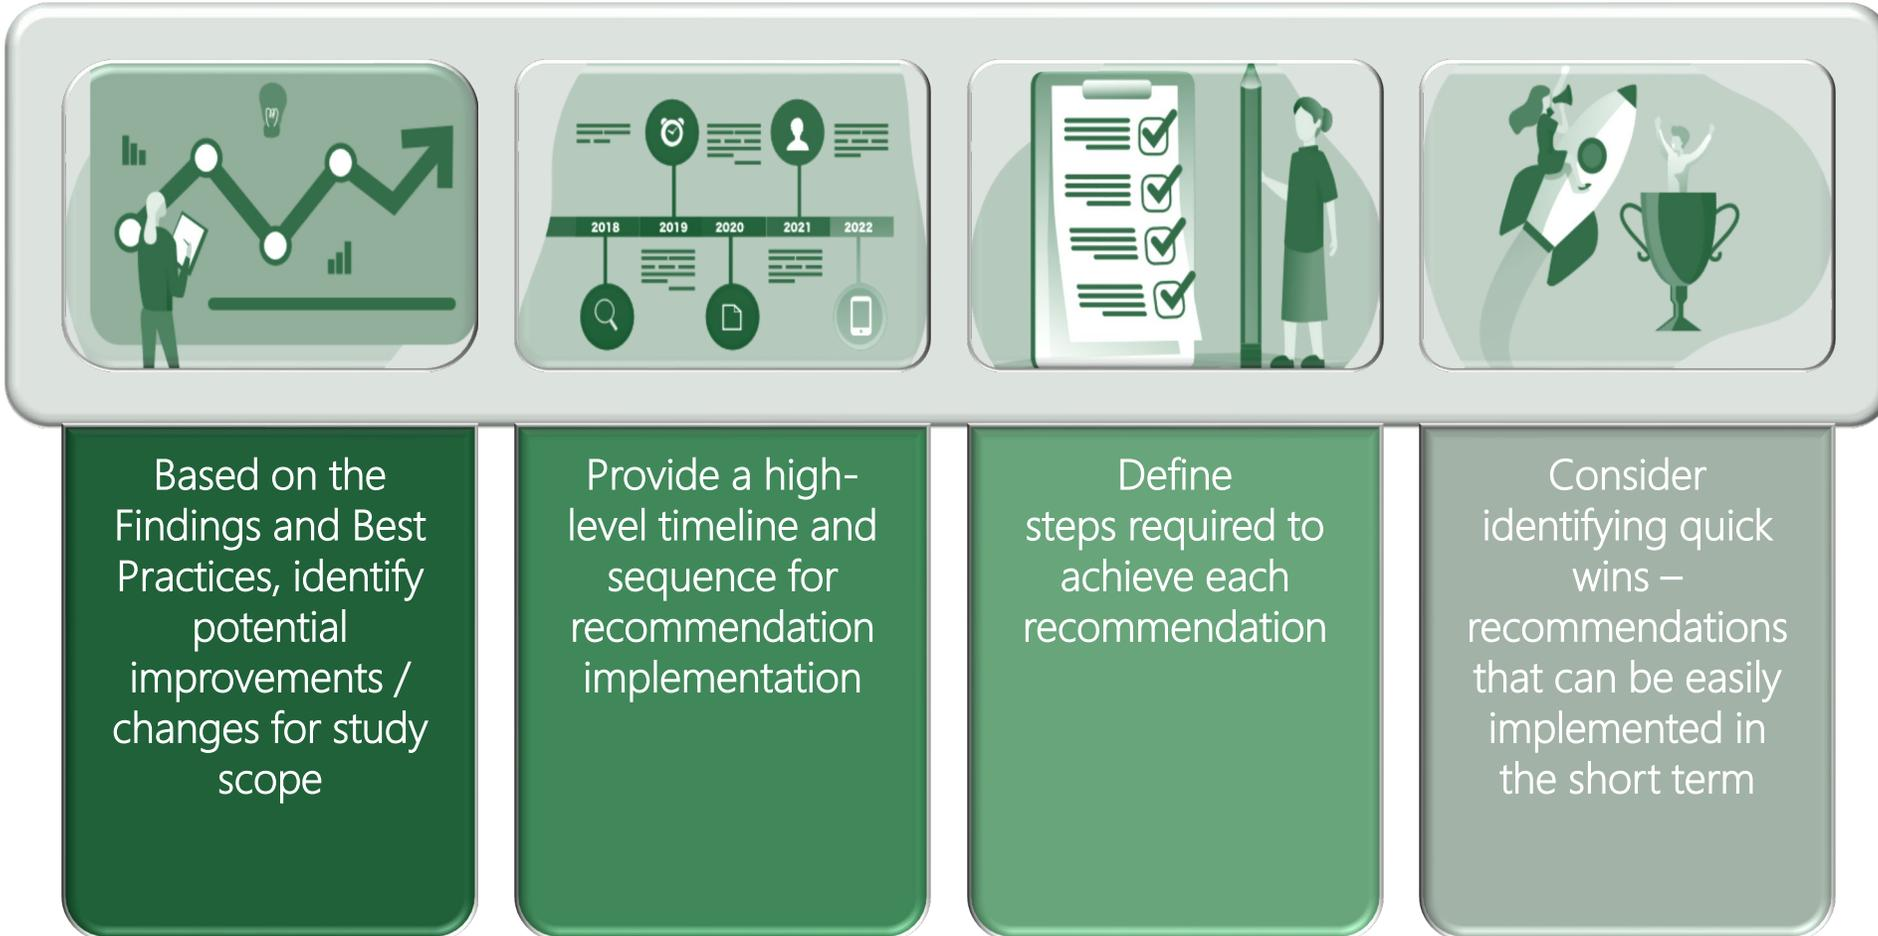 2018 2019 2020 2021 2022
Based on the
Findings and Best
Practices, identify
potential
improvements /
changes for study
scope
Provide a high-
level timeline and
sequence for
recommendation
implementation
Define
steps required to
achieve each
recommendation
Consider
identifying quick
wins –
recommendations
that can be easily
implemented in
the short term